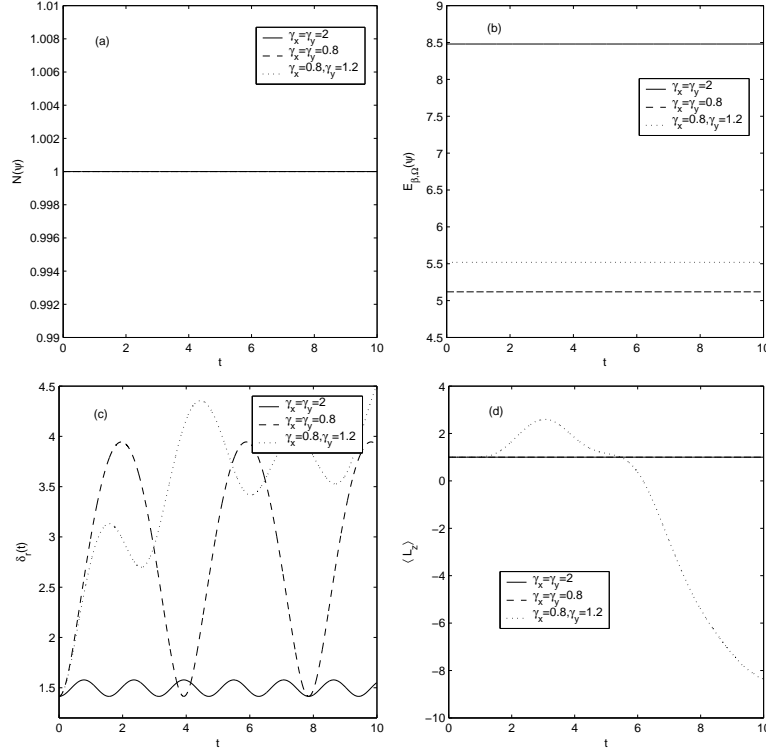 1.01
1.008
1.006
1.004
1.002
1
0.998
0.996
0.994
0.992
0.99
N(ψ)
(a)
γx=γy=2
γx=γy=0.8
γx=0.8,γy=1.2
0 2 4 6 8 10
t
9
8.5
8
7.5
7
6.5
6
5.5
5
4.5
Eβ,Ω(ψ)
(b)
γx=γy=2
γx=γy=0.8
γx=0.8,γy=1.2
0 2 4 6 8 10
t
4.5
4
3.5
3
2.5
2
1.5
δr(t)
(c)
γx=γy=2
γx=γy=0.8
γx=0.8,γy=1.2
0 2 4 6 8 10
t
4
2
0
−2
−4
−6
−8
−10
⟨ Lz⟩
(d)
γx=γy=2
γx=γy=0.8
γx=0.8,γy=1.2
0 2 4 6 8 10
t